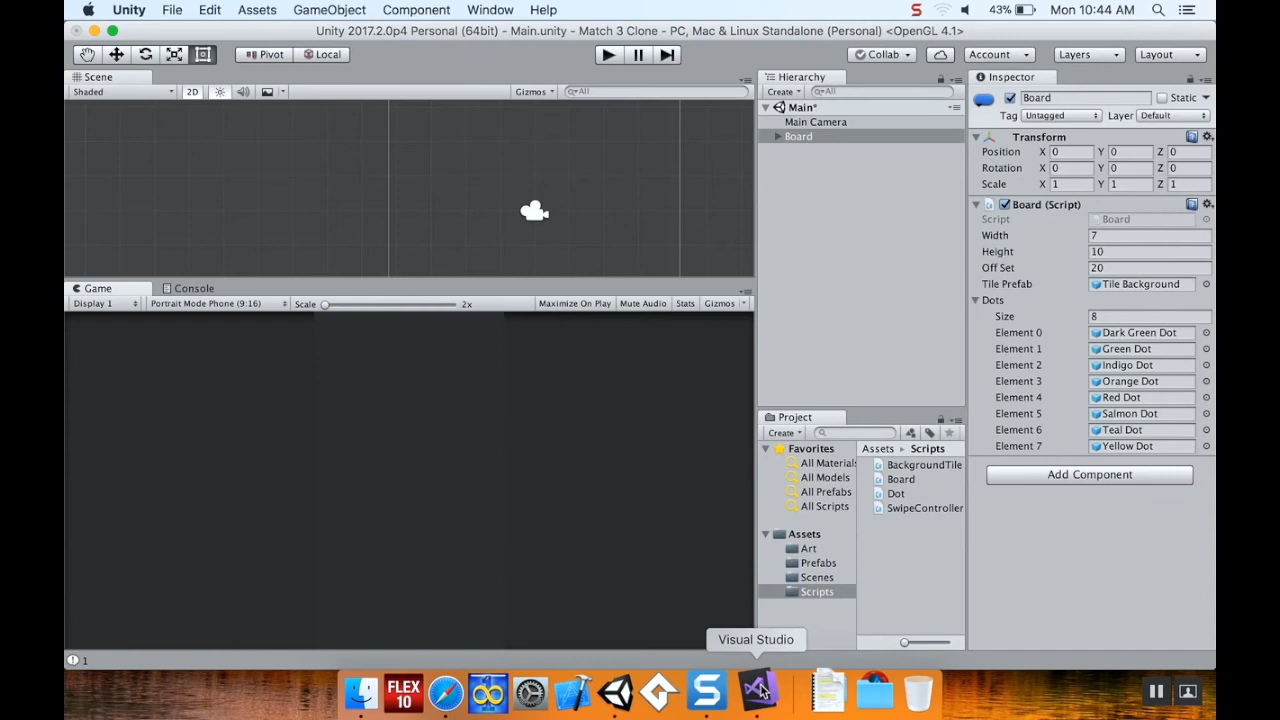 Unity File Edit Assets GameObject Component Window Help
S 43% Mon 10:44 AM
Unity 2017.2.0p4 Personal (64bit) - Main.unity - Match 3 Clone - PC, Mac & Linux Standalone (Personal) <OpenGL 4.1>
Pivot Local Collab Account Layers Layout
Scene
Shaded 2D Gizmos All
Game Console
Display 1 Portrait Mode Phone (9:16) Scale 2x Maximize On Play Mute Audio Stats Gizmos
1
Hierarchy
Create All
Main*
Main Camera
Board
Project
Create
Favorites
All Materials
All Models
All Prefabs
All Scripts
Assets
Art
Prefabs
Scenes
Scripts
Assets Scripts
BackgroundTile
Board
Dot
SwipeController
Inspector
Board Static
Tag Untagged Layer Default
Transform
Position X 0 Y 0 Z 0
Rotation X 0 Y 0 Z 0
Scale X 1 Y 1 Z 1
Board (Script)
Script Board
Width 7
Height 10
Off Set 20
Tile Prefab Tile Background
Dots
Size 8
Element 0 Dark Green Dot
Element 1 Green Dot
Element 2 Indigo Dot
Element 3 Orange Dot
Element 4 Red Dot
Element 5 Salmon Dot
Element 6 Teal Dot
Element 7 Yellow Dot
Add Component
Visual Studio
FLEX
10
S